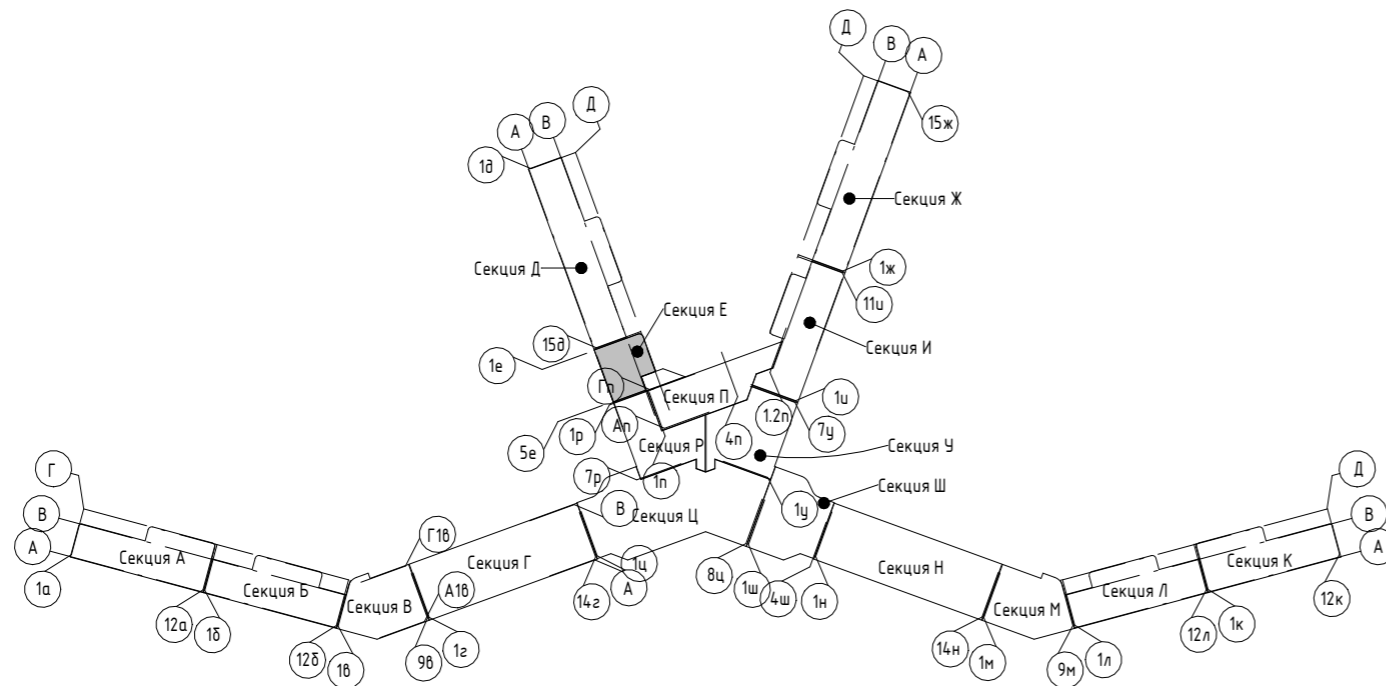 Д
В
А
15ж
Д
В
А
1д
Секция Ж
Секция Д
1ж
11и
Секция Е
15д
1е
Секция И
Гп
Секция П
1и
1.2п
7у
Ап
1р
4п
5е
Секция Р
Секция У
7р
1п
Г
Д
Секция Ш
1у
В
В
Секция Ц
В
А
Секция А
Г1в
Секция Г
Секция Н
Секция К
А
1а
Секция Б
1ц
А
8ц
1ш
4ш
1н
Секция В
А1в
14г
Секция М
Секция Л
12к
12а
1б
12л
1к
12б
1в
9в
1г
14н
1м
9м
1л